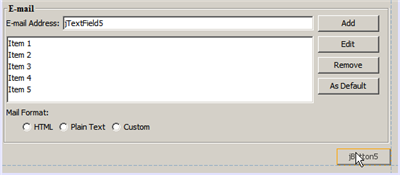 E-mail
E-mail Address: jTextField5 Add
Item 1 Edit
Item 2
Item 3 Remove
Item 4
Item 5 As Default
Mail Format:
HTML Plain Text Custom
jButton5